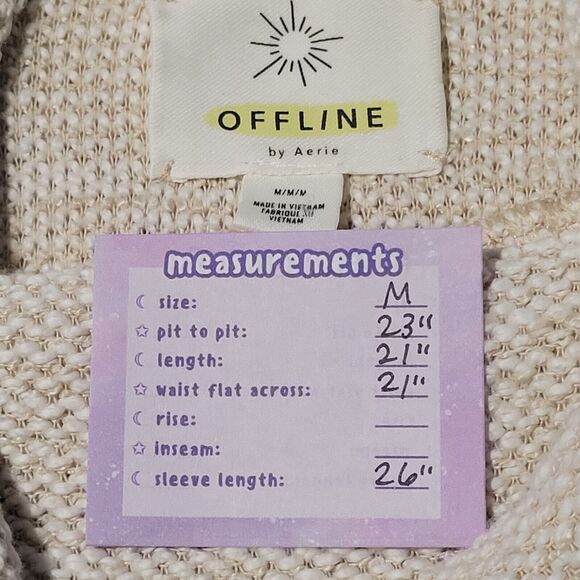 OFFLINE
by Aerie
M/M/M
MADE IN VIETNAM
FABRIQUÉ AU
VIETNAM
measurements
size: M
pit to pit: 23"
length: 21"
waist flat across: 21"
rise:
inseam:
sleeve length: 26"